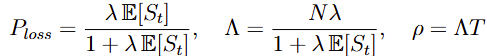 P_{loss} = \frac{\lambda \, \mathbb{E}[S_t]}{1 + \lambda \, \mathbb{E}[S_t]}, \quad \Lambda = \frac{N\lambda}{1 + \lambda \, \mathbb{E}[S_t]}, \quad \rho = \Lambda T